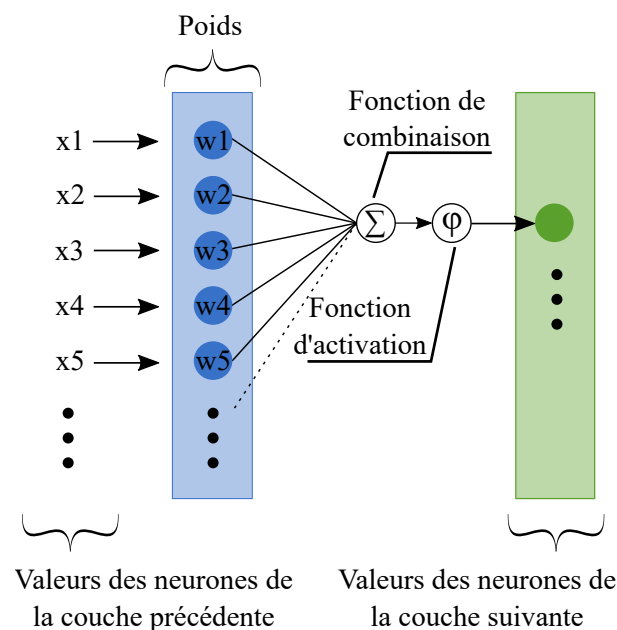 Poids
Fonction de
combinaison
x1
w1
x2
w2
Σ
φ
x3
w3
x4
w4
Fonction
d'activation
x5
w5
Valeurs des neurones de
la couche précédente
Valeurs des neurones de
la couche suivante